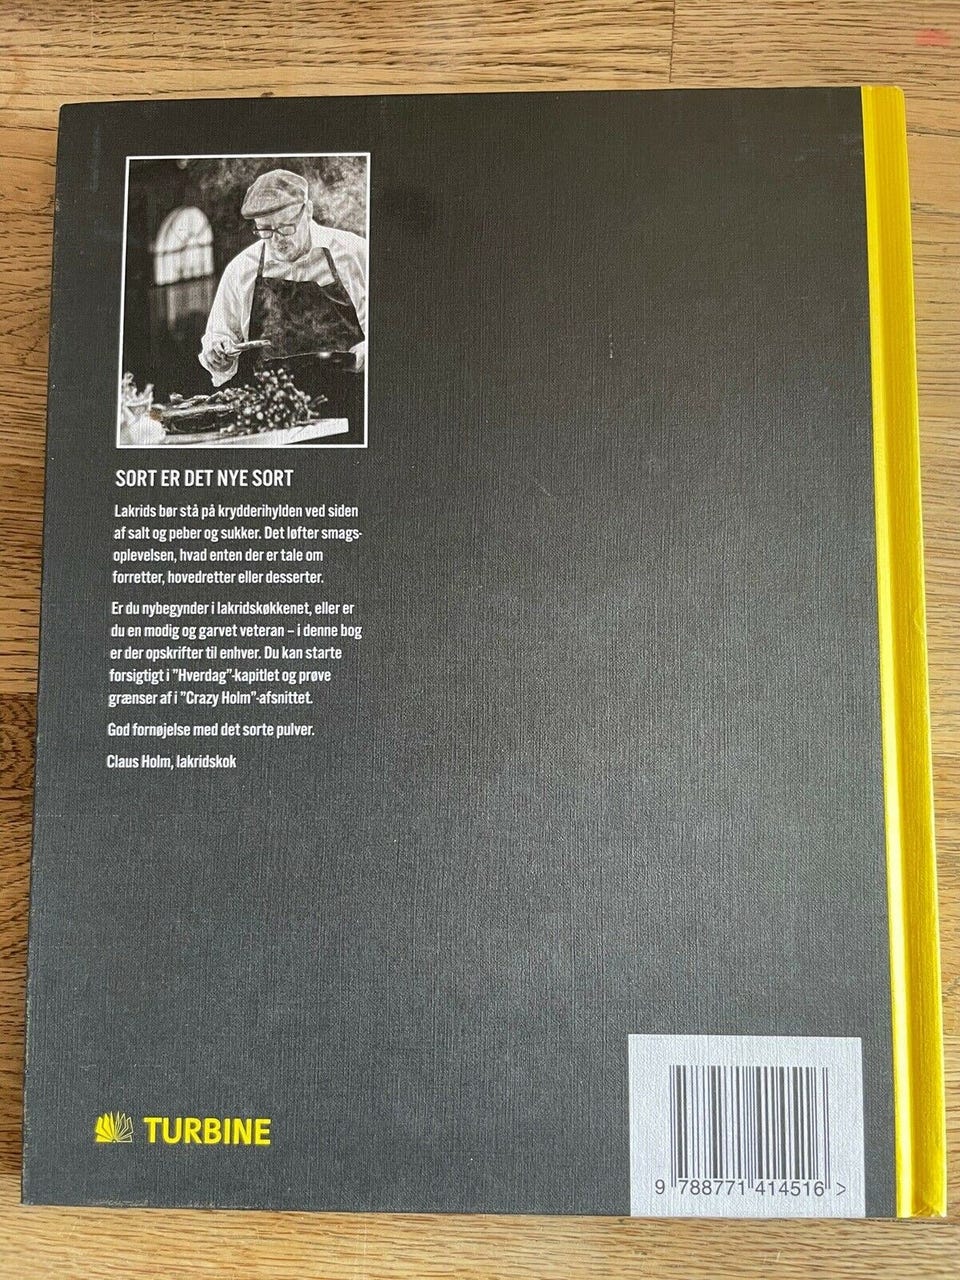 SORT ER DET NYE SORT
Lakrids bør stå på krydderihylden ved siden
af salt og peber og sukker. Det løfter smags-
oplevelsen, hvad enten der er tale om
forretter, hovedretter eller desserter.
Er du nybegynder i lakridskøkkenet, eller er
du en modig og garvet veteran – i denne bog
er der opskrifter til enhver. Du kan starte
forsigtigt i ”Hverdag”-kapitlet og prøve
grænser af i ”Crazy Holm”-afsnittet.
God fornøjelse med det sorte pulver.
Claus Holm, lakridskok
TURBINE
9 788771 414516 >